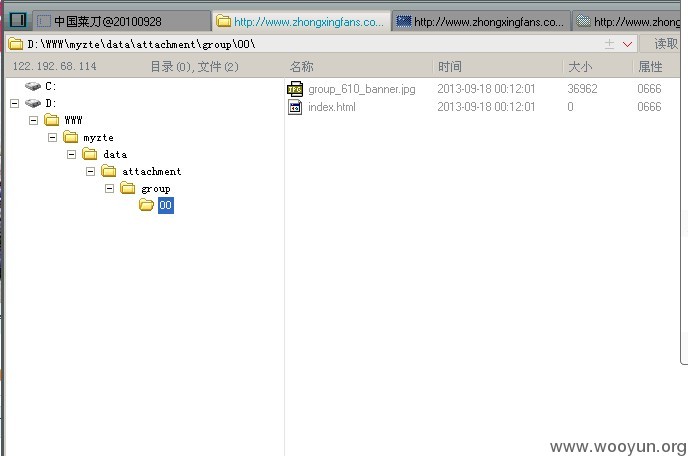 中国菜刀@20100928 http://www.zhongxingfans.co... http://www.zhongxingfans.co... http://www.zhong
D:\WWW\myzte\data\attachment\group\00\ 读取
122.192.68.114 目录(0),文件(2) 名称 时间 大小 属性
C: group_610_banner.jpg 2013-09-18 00:12:01 36962 0666
D: index.html 2013-09-18 00:12:01 0 0666
WWW
myzte
data
attachment
group
00
www.wooyun.org